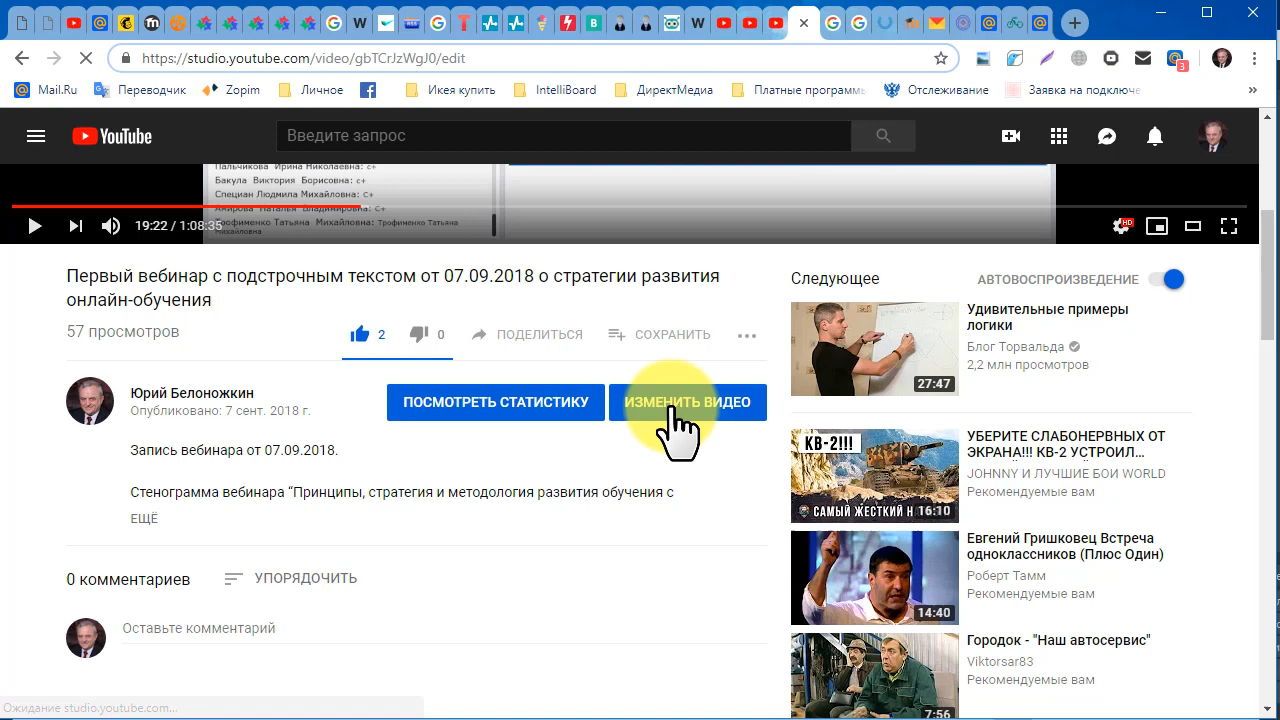 https://studio.youtube.com/video/gbTCrJzWgJ0/edit
3
Mail.Ru
Переводчик
Zopim
Личное
Икея купить
IntelliBoard
ДиректМедиа
Платные программы
Отслеживание
Заявка на подключе
YouTube
Введите запрос
Пальчикова Ирина Николаевна: с+
Бакула Виктория Борисовна: с+
Специан Людмила Михайловна: С+
Амирова Наталья Владимировна: С+
Трофименко Татьяна Михайловна: Трофименко Татьяна
Михайловна
19:22 / 1:08:35
HD
Первый вебинар с подстрочным текстом от 07.09.2018 о стратегии развития
онлайн-обучения
57 просмотров
2
0
ПОДЕЛИТЬСЯ
СОХРАНИТЬ
Юрий Белоножкин
Опубликовано: 7 сент. 2018 г.
ПОСМОТРЕТЬ СТАТИСТИКУ
ИЗМЕНИТЬ ВИДЕО
Запись вебинара от 07.09.2018.
Стенограмма вебинара “Принципы, стратегия и методология развития обучения с
ЕЩЁ
0 комментариев
УПОРЯДОЧИТЬ
Оставьте комментарий
Следующее
АВТОВОСПРОИЗВЕДЕНИЕ
27:47
Удивительные примеры
логики
Блог Торвальда
2,2 млн просмотров
КВ-2!!!
САМЫЙ ЖЕСТКИЙ Н
16:10
УБЕРИТЕ СЛАБОНЕРВНЫХ ОТ
ЭКРАНА!!! КВ-2 УСТРОИЛ...
JOHNNY И ЛУЧШИЕ БОИ WORLD
Рекомендуемые вам
14:40
Евгений Гришковец Встреча
одноклассников (Плюс Один)
Роберт Тамм
Рекомендуемые вам
7:56
Городок - "Наш автосервис"
Viktorsar83
Рекомендуемые вам
Ожидание studio.youtube.com...